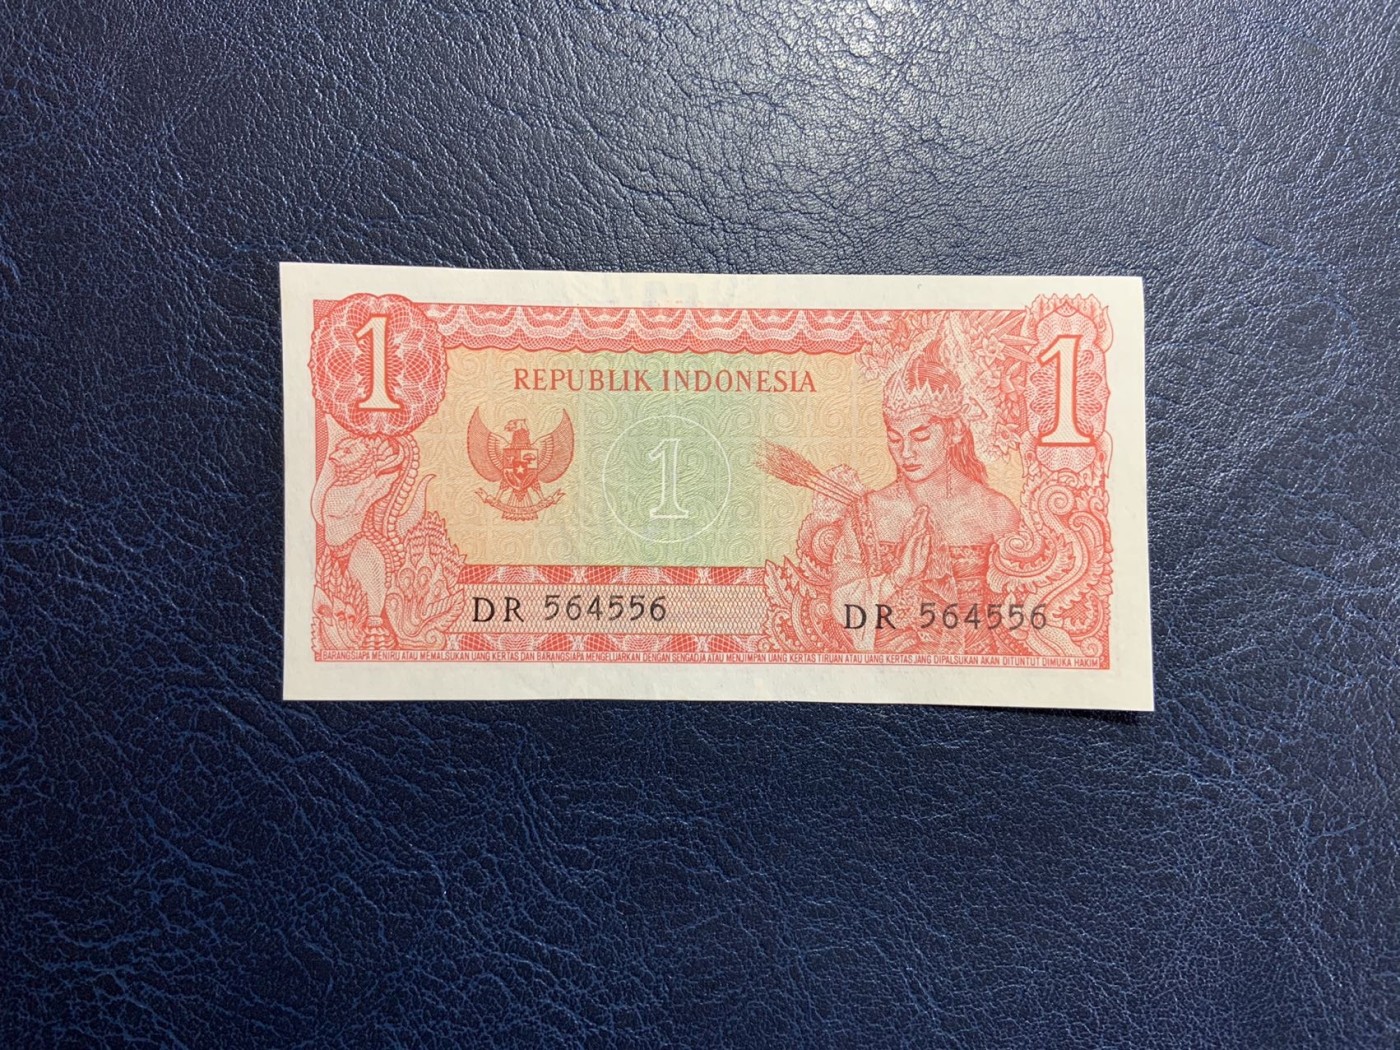 1
1
REPUBLIK INDONESIA
1
DR 564556
DR 564556
BARANGSIAPA MENIRU ATAU MEMALSUKAN UANG KERTAS DAN BARANGSIAPA MENGELUARKAN DENGAN SENGADJA ATAU MENJIMPAN UANG KERTAS TIRUAN ATAU UANG KERTAS JANG DIPALSUKAN AKAN DITUNTUT DIMUKA HAKIM